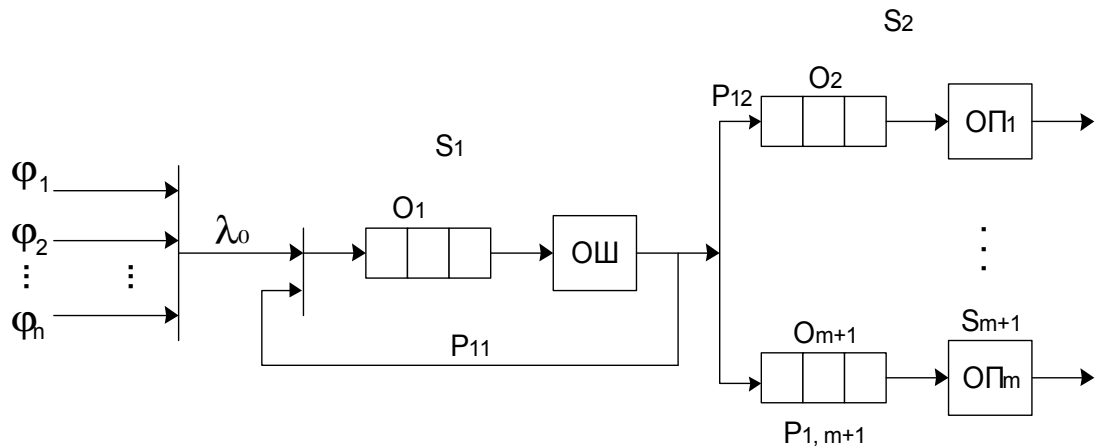 S2
P12
O2
ОП1
S1
φ1
O1
λ0
φ2
ОШ
φn
P11
Om+1
Sm+1
ОПm
P1, m+1